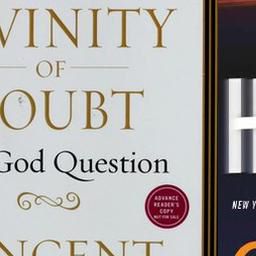 VINITY
OF
OUBT
God Question
ADVANCE
READER'S
COPY
NOT FOR SALE
NCENT
NEW Y